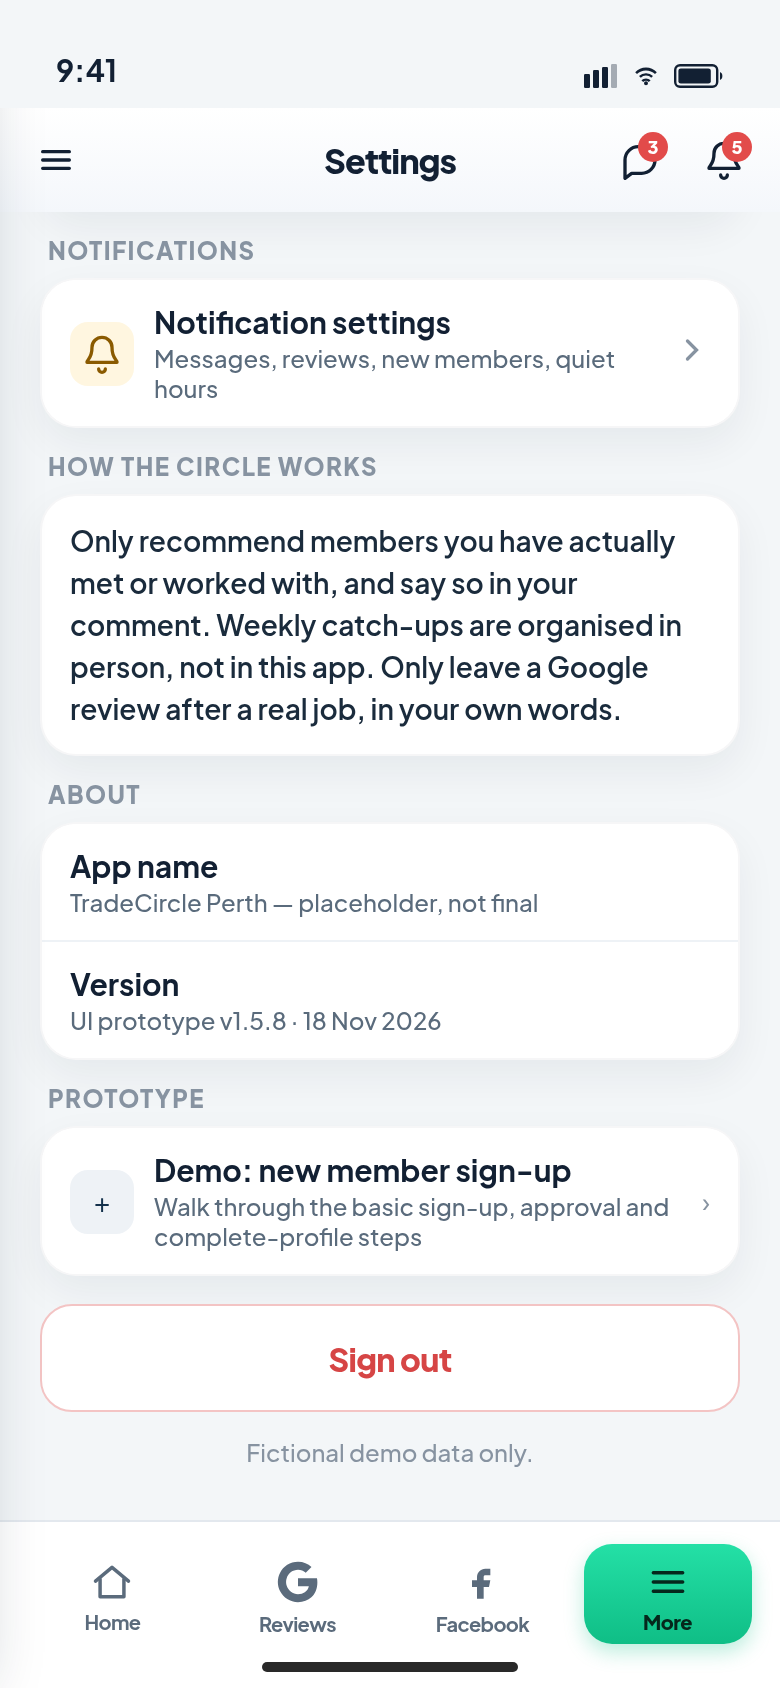 9:41
Settings
3
5
NOTIFICATIONS
Notification settings
Messages, reviews, new members, quiet
hours
HOW THE CIRCLE WORKS
Only recommend members you have actually
met or worked with, and say so in your
comment. Weekly catch-ups are organised in
person, not in this app. Only leave a Google
review after a real job, in your own words.
ABOUT
App name
TradeCircle Perth — placeholder, not final
Version
UI prototype v1.5.8 · 18 Nov 2026
PROTOTYPE
+
Demo: new member sign-up
Walk through the basic sign-up, approval and
complete-profile steps
Sign out
Fictional demo data only.
Home
Reviews
Facebook
More